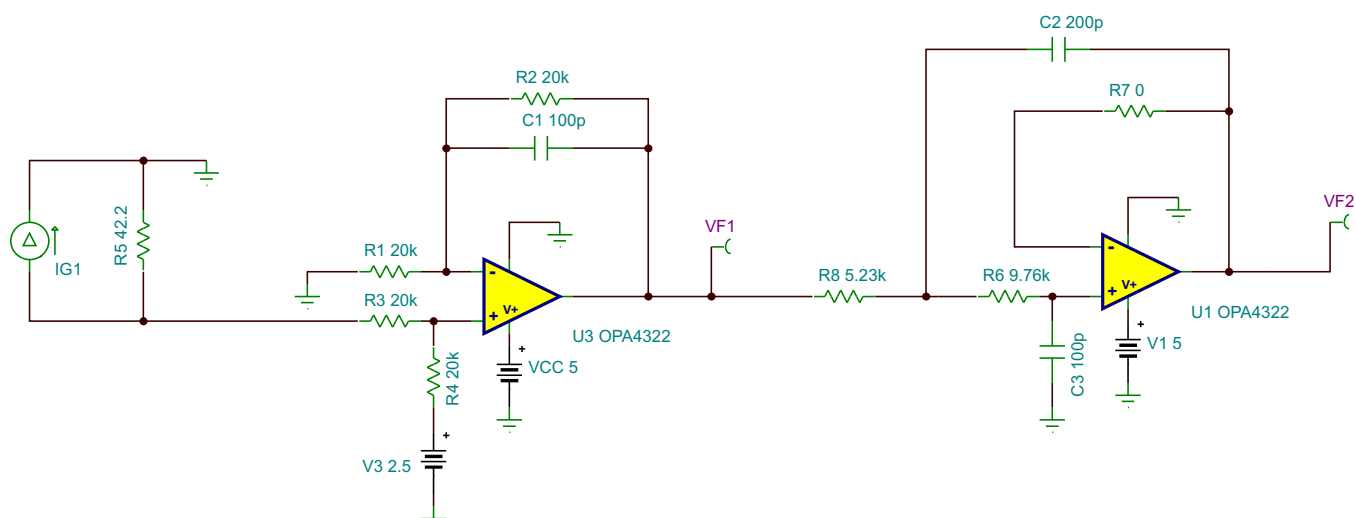 C2 200p
R7 0
R2 20k
C1 100p
R5 42.2
IG1
R1 20k
R3 20k
-
+
V+
U3 OPA4322
VCC 5
+
R4 20k
V3 2.5
+
VF1
R8 5.23k
R6 9.76k
C3 100p
-
+
V+
U1 OPA4322
V1 5
+
VF2